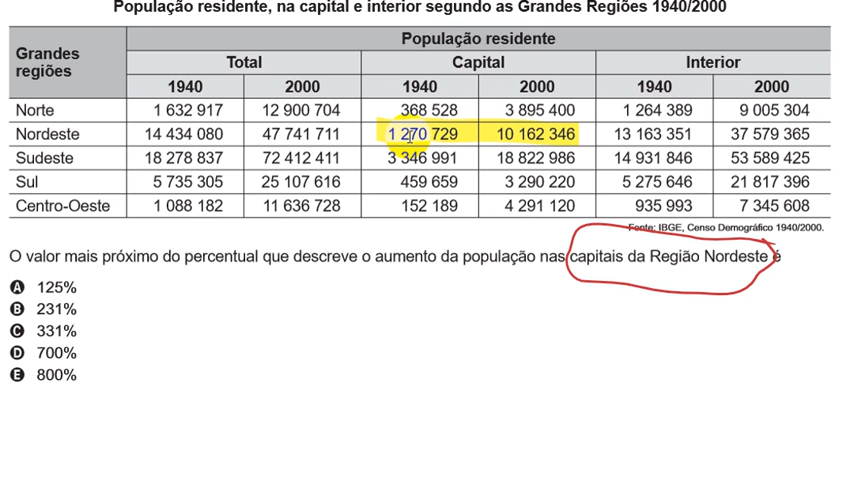 População residente, na capital e interior segundo as Grandes Regiões 1940/2000
Grandes regiões População residente
Total Capital Interior
1940 2000 1940 2000 1940 2000
Norte 1 632 917 12 900 704 368 528 3 895 400 1 264 389 9 005 304
Nordeste 14 434 080 47 741 711 1 270 729 10 162 346 13 163 351 37 579 365
Sudeste 18 278 837 72 412 411 3 346 991 18 822 986 14 931 846 53 589 425
Sul 5 735 305 25 107 616 459 659 3 290 220 5 275 646 21 817 396
Centro-Oeste 1 088 182 11 636 728 152 189 4 291 120 935 993 7 345 608
Fonte: IBGE, Censo Demográfico 1940/2000.
O valor mais próximo do percentual que descreve o aumento da população nas capitais da Região Nordeste é
A 125%
B 231%
C 331%
D 700%
E 800%